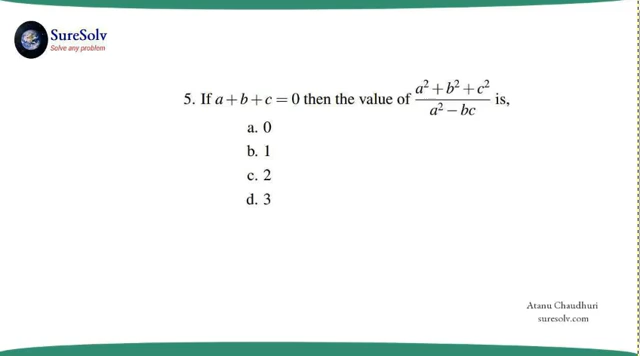 SureSolv
Solve any problem
5. If a+b+c = 0 then the value of (a² + b² + c²)/(a² − bc) is,
a. 0
b. 1
c. 2
d. 3
Atanu Chaudhuri
suresolv.com